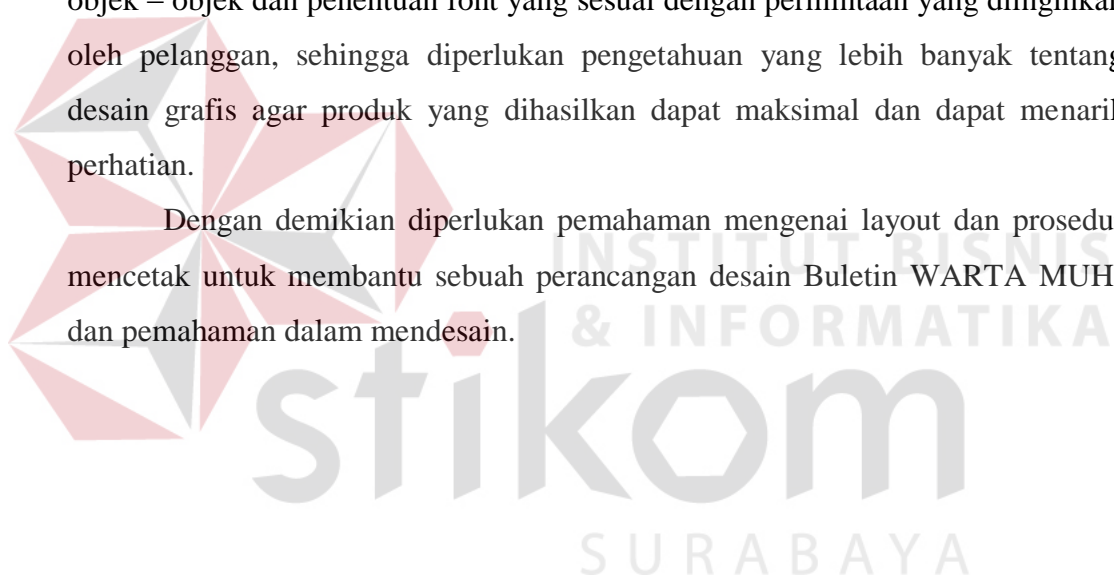 objek – objek dan penentuan font yang sesuai dengan permintaan yang diinginkan
oleh pelanggan, sehingga diperlukan pengetahuan yang lebih banyak tentang
desain grafis agar produk yang dihasilkan dapat maksimal dan dapat menarik
perhatian.
Dengan demikian diperlukan pemahaman mengenai layout dan prosedu
mencetak untuk membantu sebuah perancangan desain Buletin WARTA MUH
dan pemahaman dalam mendesain.
INSTITUT BISNIS
& INFORMATIKA
stikom
SURABAYA